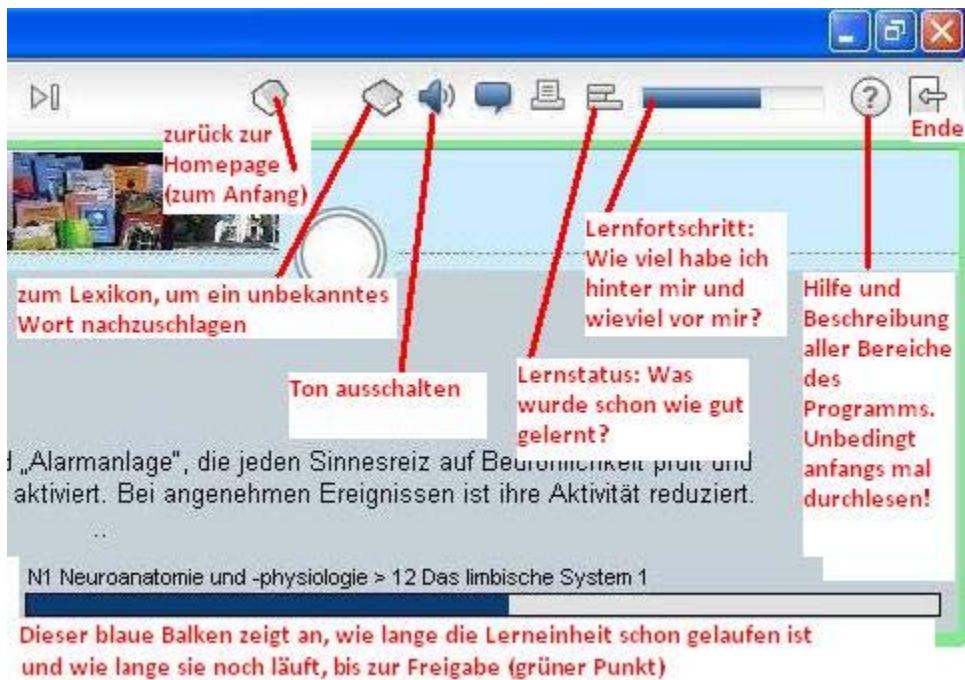 Ende
zurück zur
Homepage
(zum Anfang)
zum Lexikon, um ein unbekanntes
Wort nachzuschlagen
Ton ausschalten
Lernfortschritt:
Wie viel habe ich
hinter mir und
wieviel vor mir?
Lernstatus: Was
wurde schon wie gut
gelernt?
Hilfe und
Beschreibung
aller Bereiche
des
Programms.
Unbedingt
anfangs mal
durchlesen!
„Alarmanlage", die jeden Sinnesreiz auf Bedrohlichkeit prüft und
aktiviert. Bei angenehmen Ereignissen ist ihre Aktivität reduziert.
..
N1 Neuroanatomie und -physiologie > 12 Das limbische System 1
Dieser blaue Balken zeigt an, wie lange die Lerneinheit schon gelaufen ist
und wie lange sie noch läuft, bis zur Freigabe (grüner Punkt)